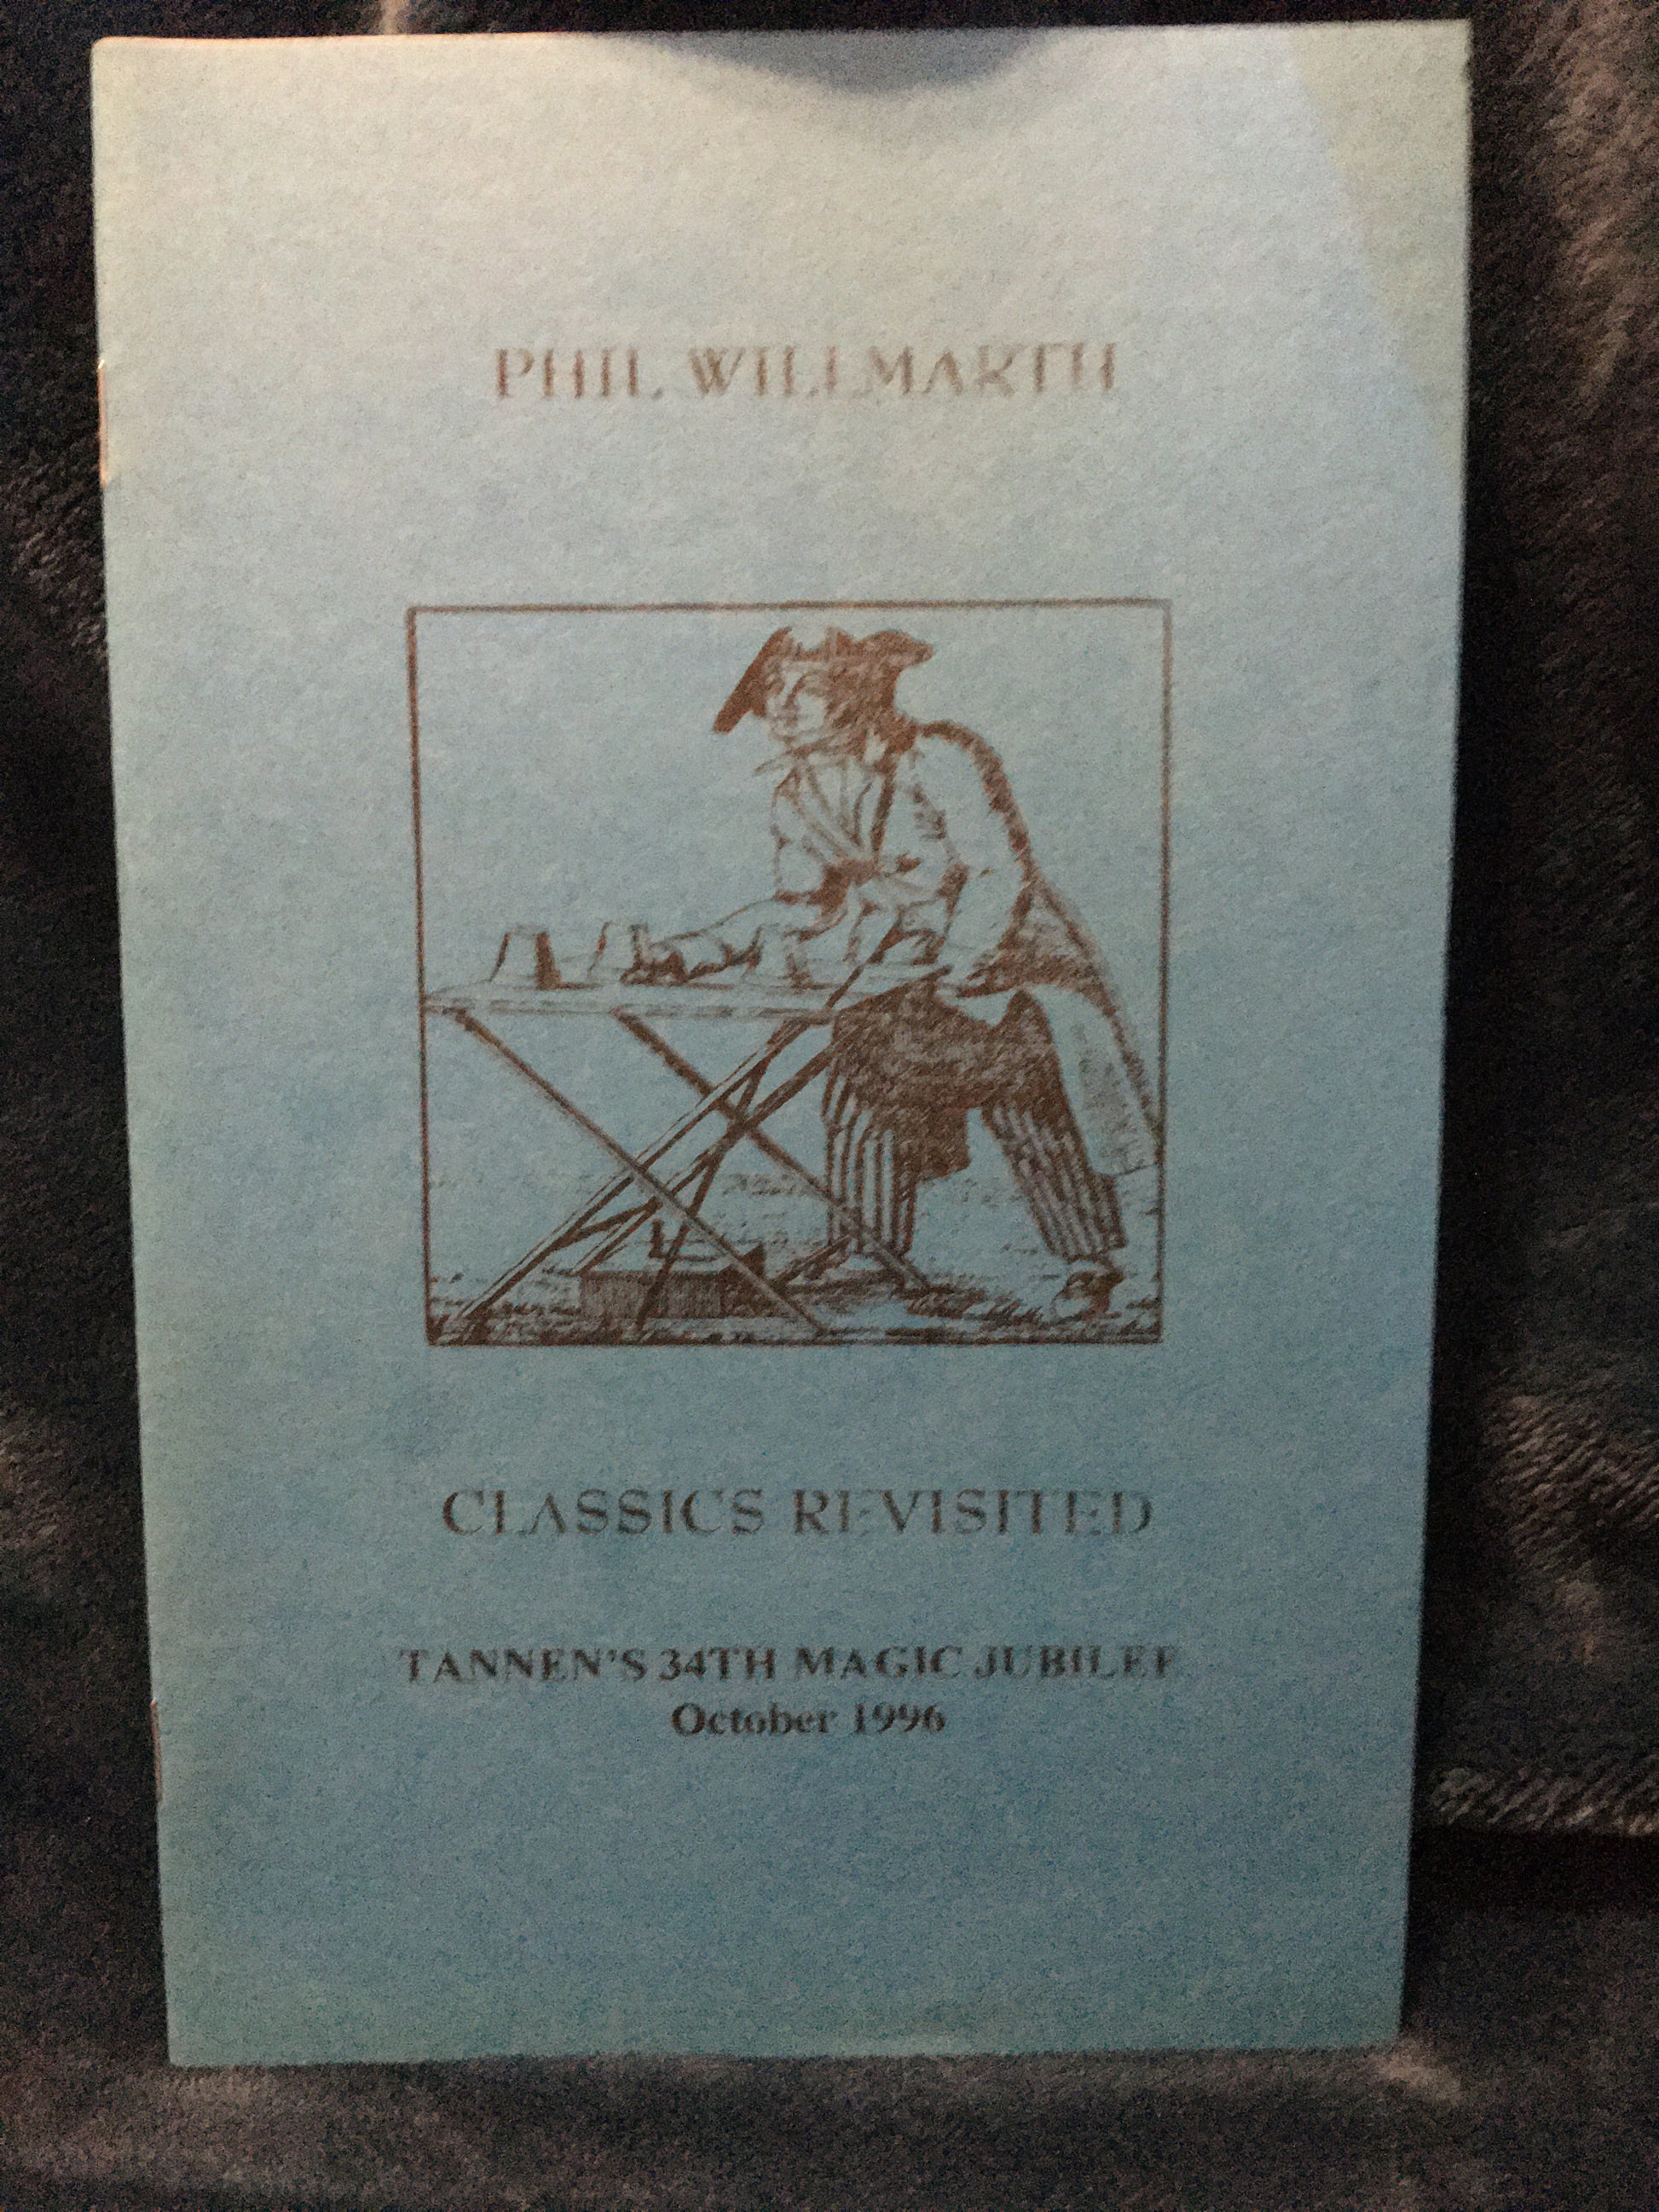 PHIL WILLMARTH
CLASSICS REVISITED
TANNEN'S 34TH MAGIC JUBILEE
October 1996